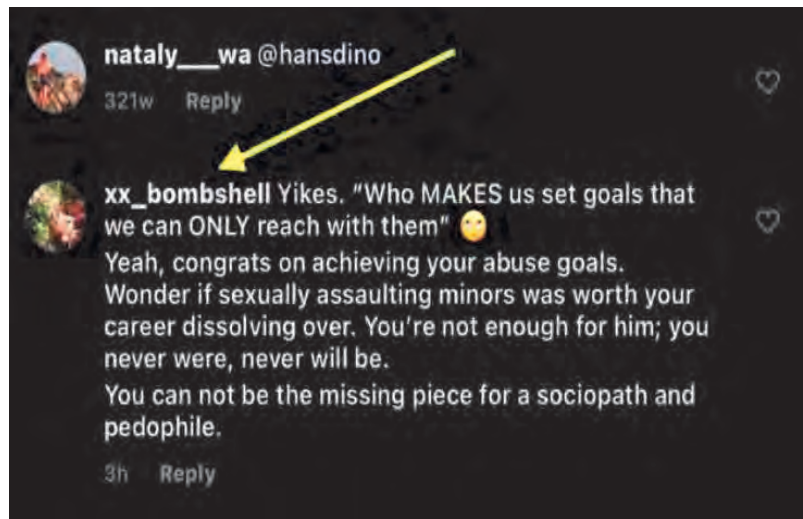 nataly___wa @hansdino
321w Reply
xx_bombshell Yikes. “Who MAKES us set goals that
we can ONLY reach with them” 🙄
Yeah, congrats on achieving your abuse goals.
Wonder if sexually assaulting minors was worth your
career dissolving over. You’re not enough for him; you
never were, never will be.
You can not be the missing piece for a sociopath and
pedophile.
3h Reply